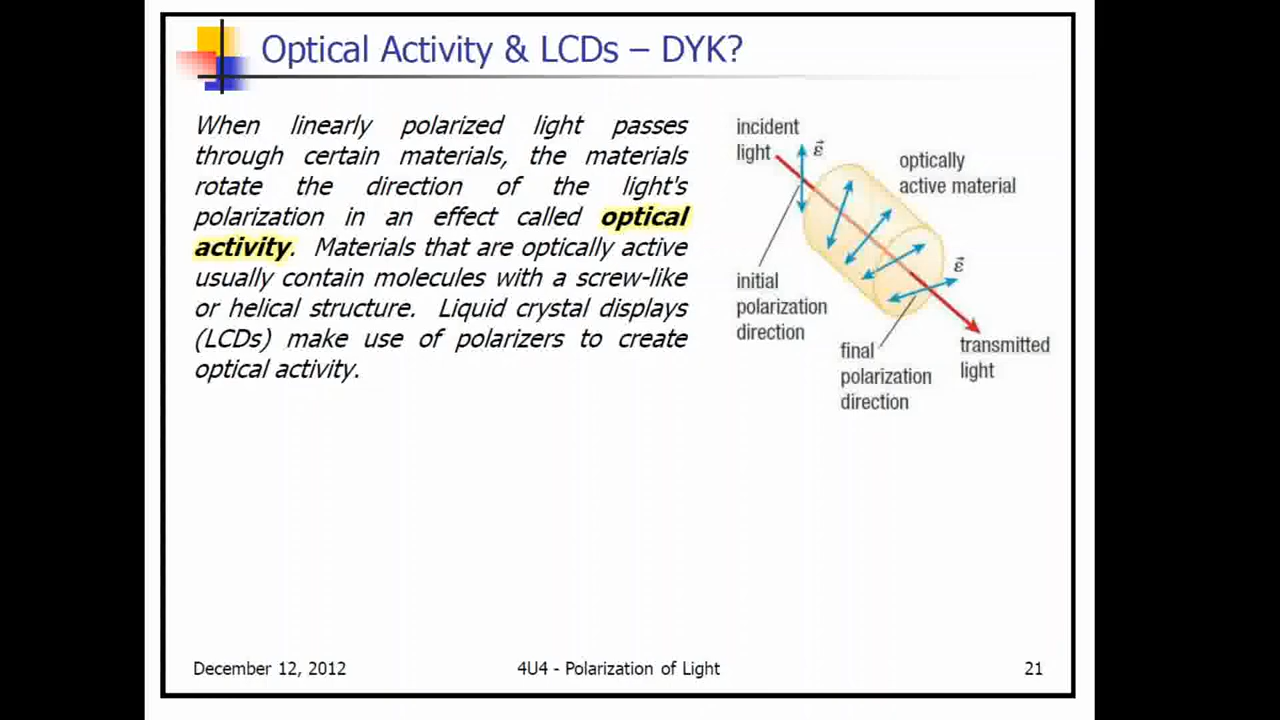 Optical Activity & LCDs – DYK?
When linearly polarized light passes
through certain materials, the materials
rotate the direction of the light's
polarization in an effect called optical
activity. Materials that are optically active
usually contain molecules with a screw-like
or helical structure. Liquid crystal displays
(LCDs) make use of polarizers to create
optical activity.
incident
light
ε⃗
optically
active material
initial
polarization
direction
ε⃗
final
polarization
direction
transmitted
light
December 12, 2012
4U4 - Polarization of Light
21